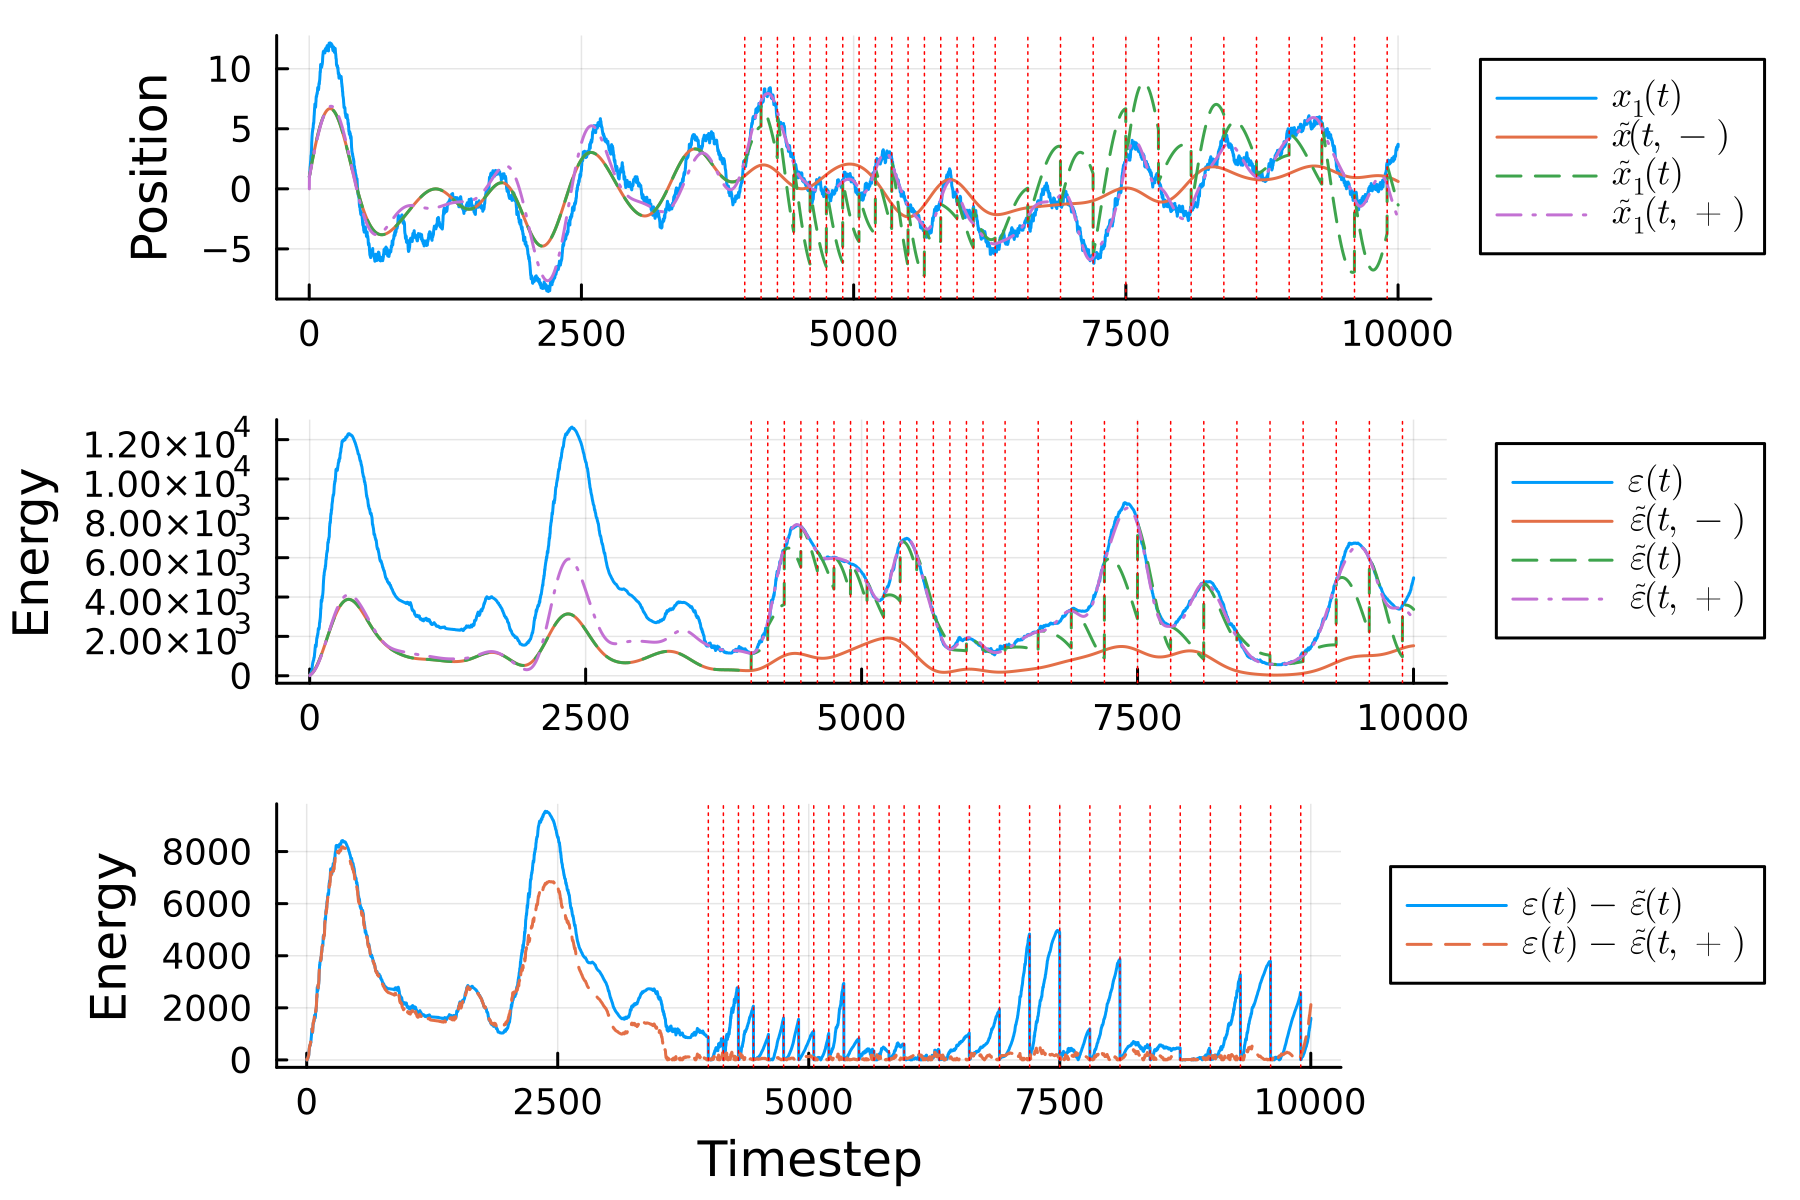 Position
10
5
0
−5
0 2500 5000 7500 10000
x₁(t)
x̃(t, −)
x̃₁(t)
x̃₁(t, +)
Energy
1.20×10⁴
1.00×10⁴
8.00×10³
6.00×10³
4.00×10³
2.00×10³
0
0 2500 5000 7500 10000
ε(t)
ε̃(t, −)
ε̃(t)
ε̃(t, +)
Energy
8000
6000
4000
2000
0
0 2500 5000 7500 10000
ε(t) − ε̃(t)
ε(t) − ε̃(t, +)
Timestep